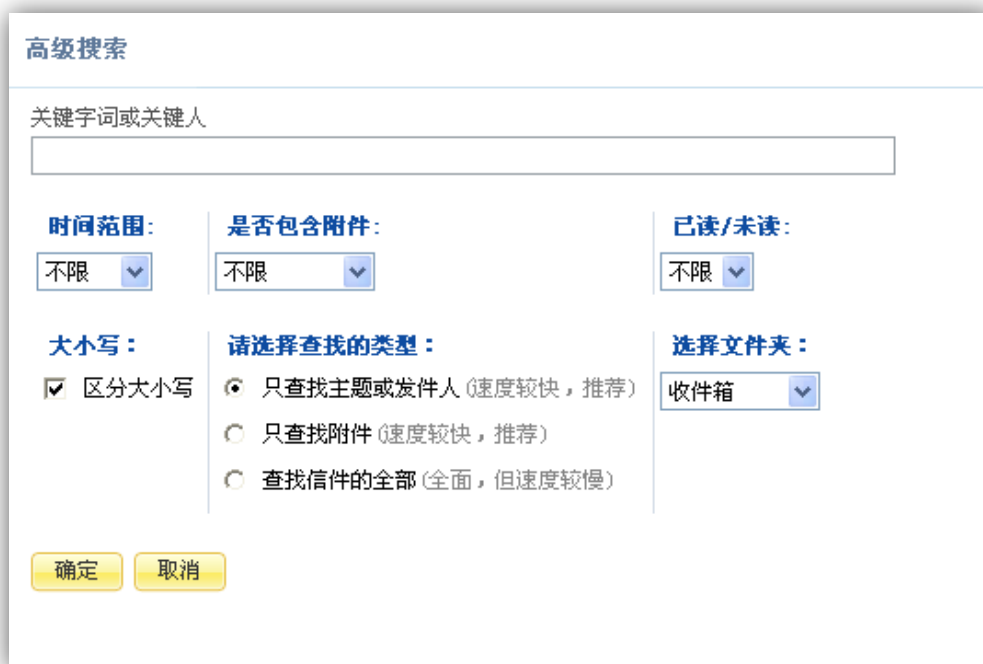 高级搜索
关键字词或关键人
时间范围: 是否包含附件: 已读/未读:
不限 不限 不限
大小写： 请选择查找的类型： 选择文件夹：
区分大小写 只查找主题或发件人(速度较快，推荐) 收件箱
只查找附件(速度较快，推荐)
查找信件的全部(全面，但速度较慢)
确定 取消